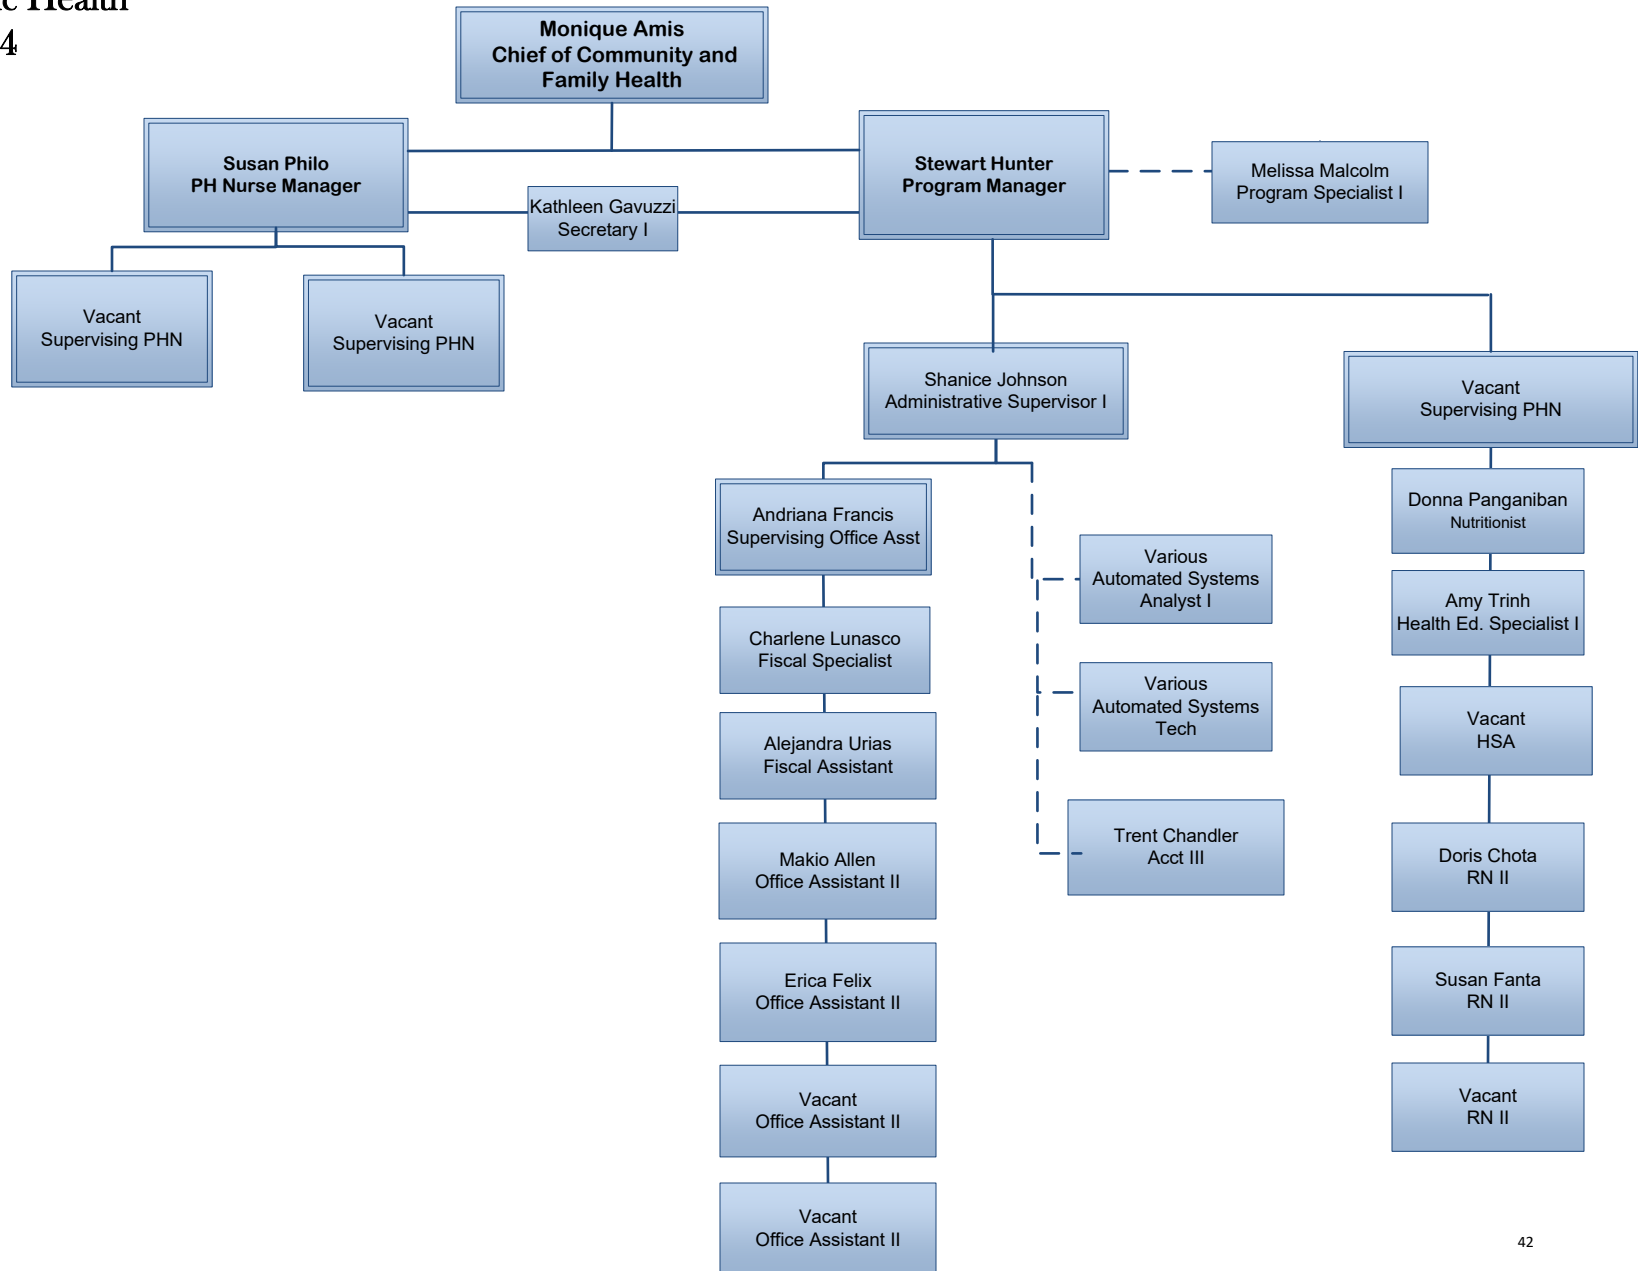 Health
4
Monique Amis
Chief of Community and
Family Health
Susan Philo
PH Nurse Manager
Kathleen Gavuzzi
Secretary I
Stewart Hunter
Program Manager
Melissa Malcolm
Program Specialist I
Vacant
Supervising PHN
Vacant
Supervising PHN
Shanice Johnson
Administrative Supervisor I
Vacant
Supervising PHN
Andriana Francis
Supervising Office Asst
Charlene Lunasco
Fiscal Specialist
Alejandra Urias
Fiscal Assistant
Makio Allen
Office Assistant II
Erica Felix
Office Assistant II
Vacant
Office Assistant II
Vacant
Office Assistant II
Various
Automated Systems
Analyst I
Various
Automated Systems
Tech
Trent Chandler
Acct III
Donna Panganiban
Nutritionist
Amy Trinh
Health Ed. Specialist I
Vacant
HSA
Doris Chota
RN II
Susan Fanta
RN II
Vacant
RN II
42